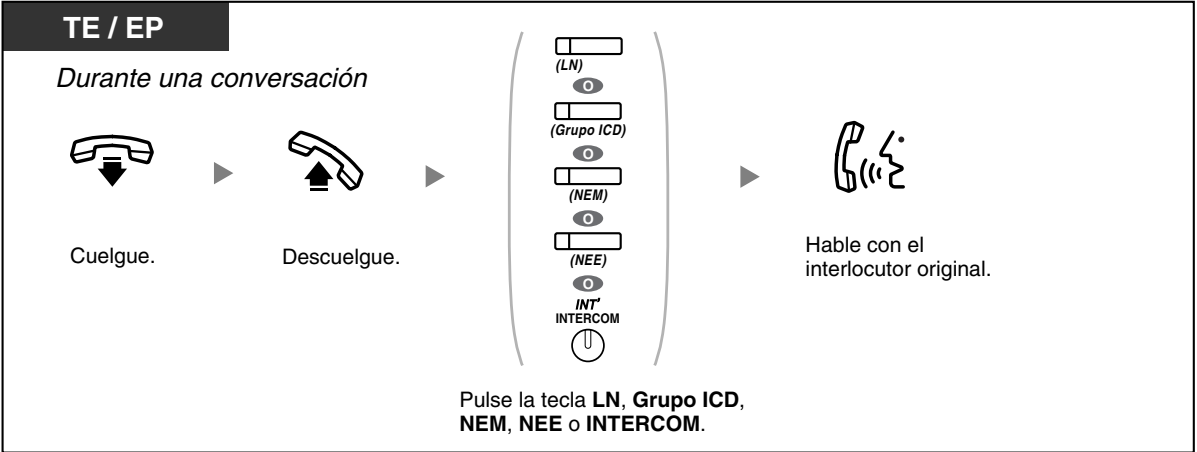 TE / EP
Durante una conversación
Cuelgue.
Descuelgue.
(LN)
O
(Grupo ICD)
O
(NEM)
O
(NEE)
O
INT'
INTERCOM
Pulse la tecla LN, Grupo ICD,
NEM, NEE o INTERCOM.
Hable con el
interlocutor original.